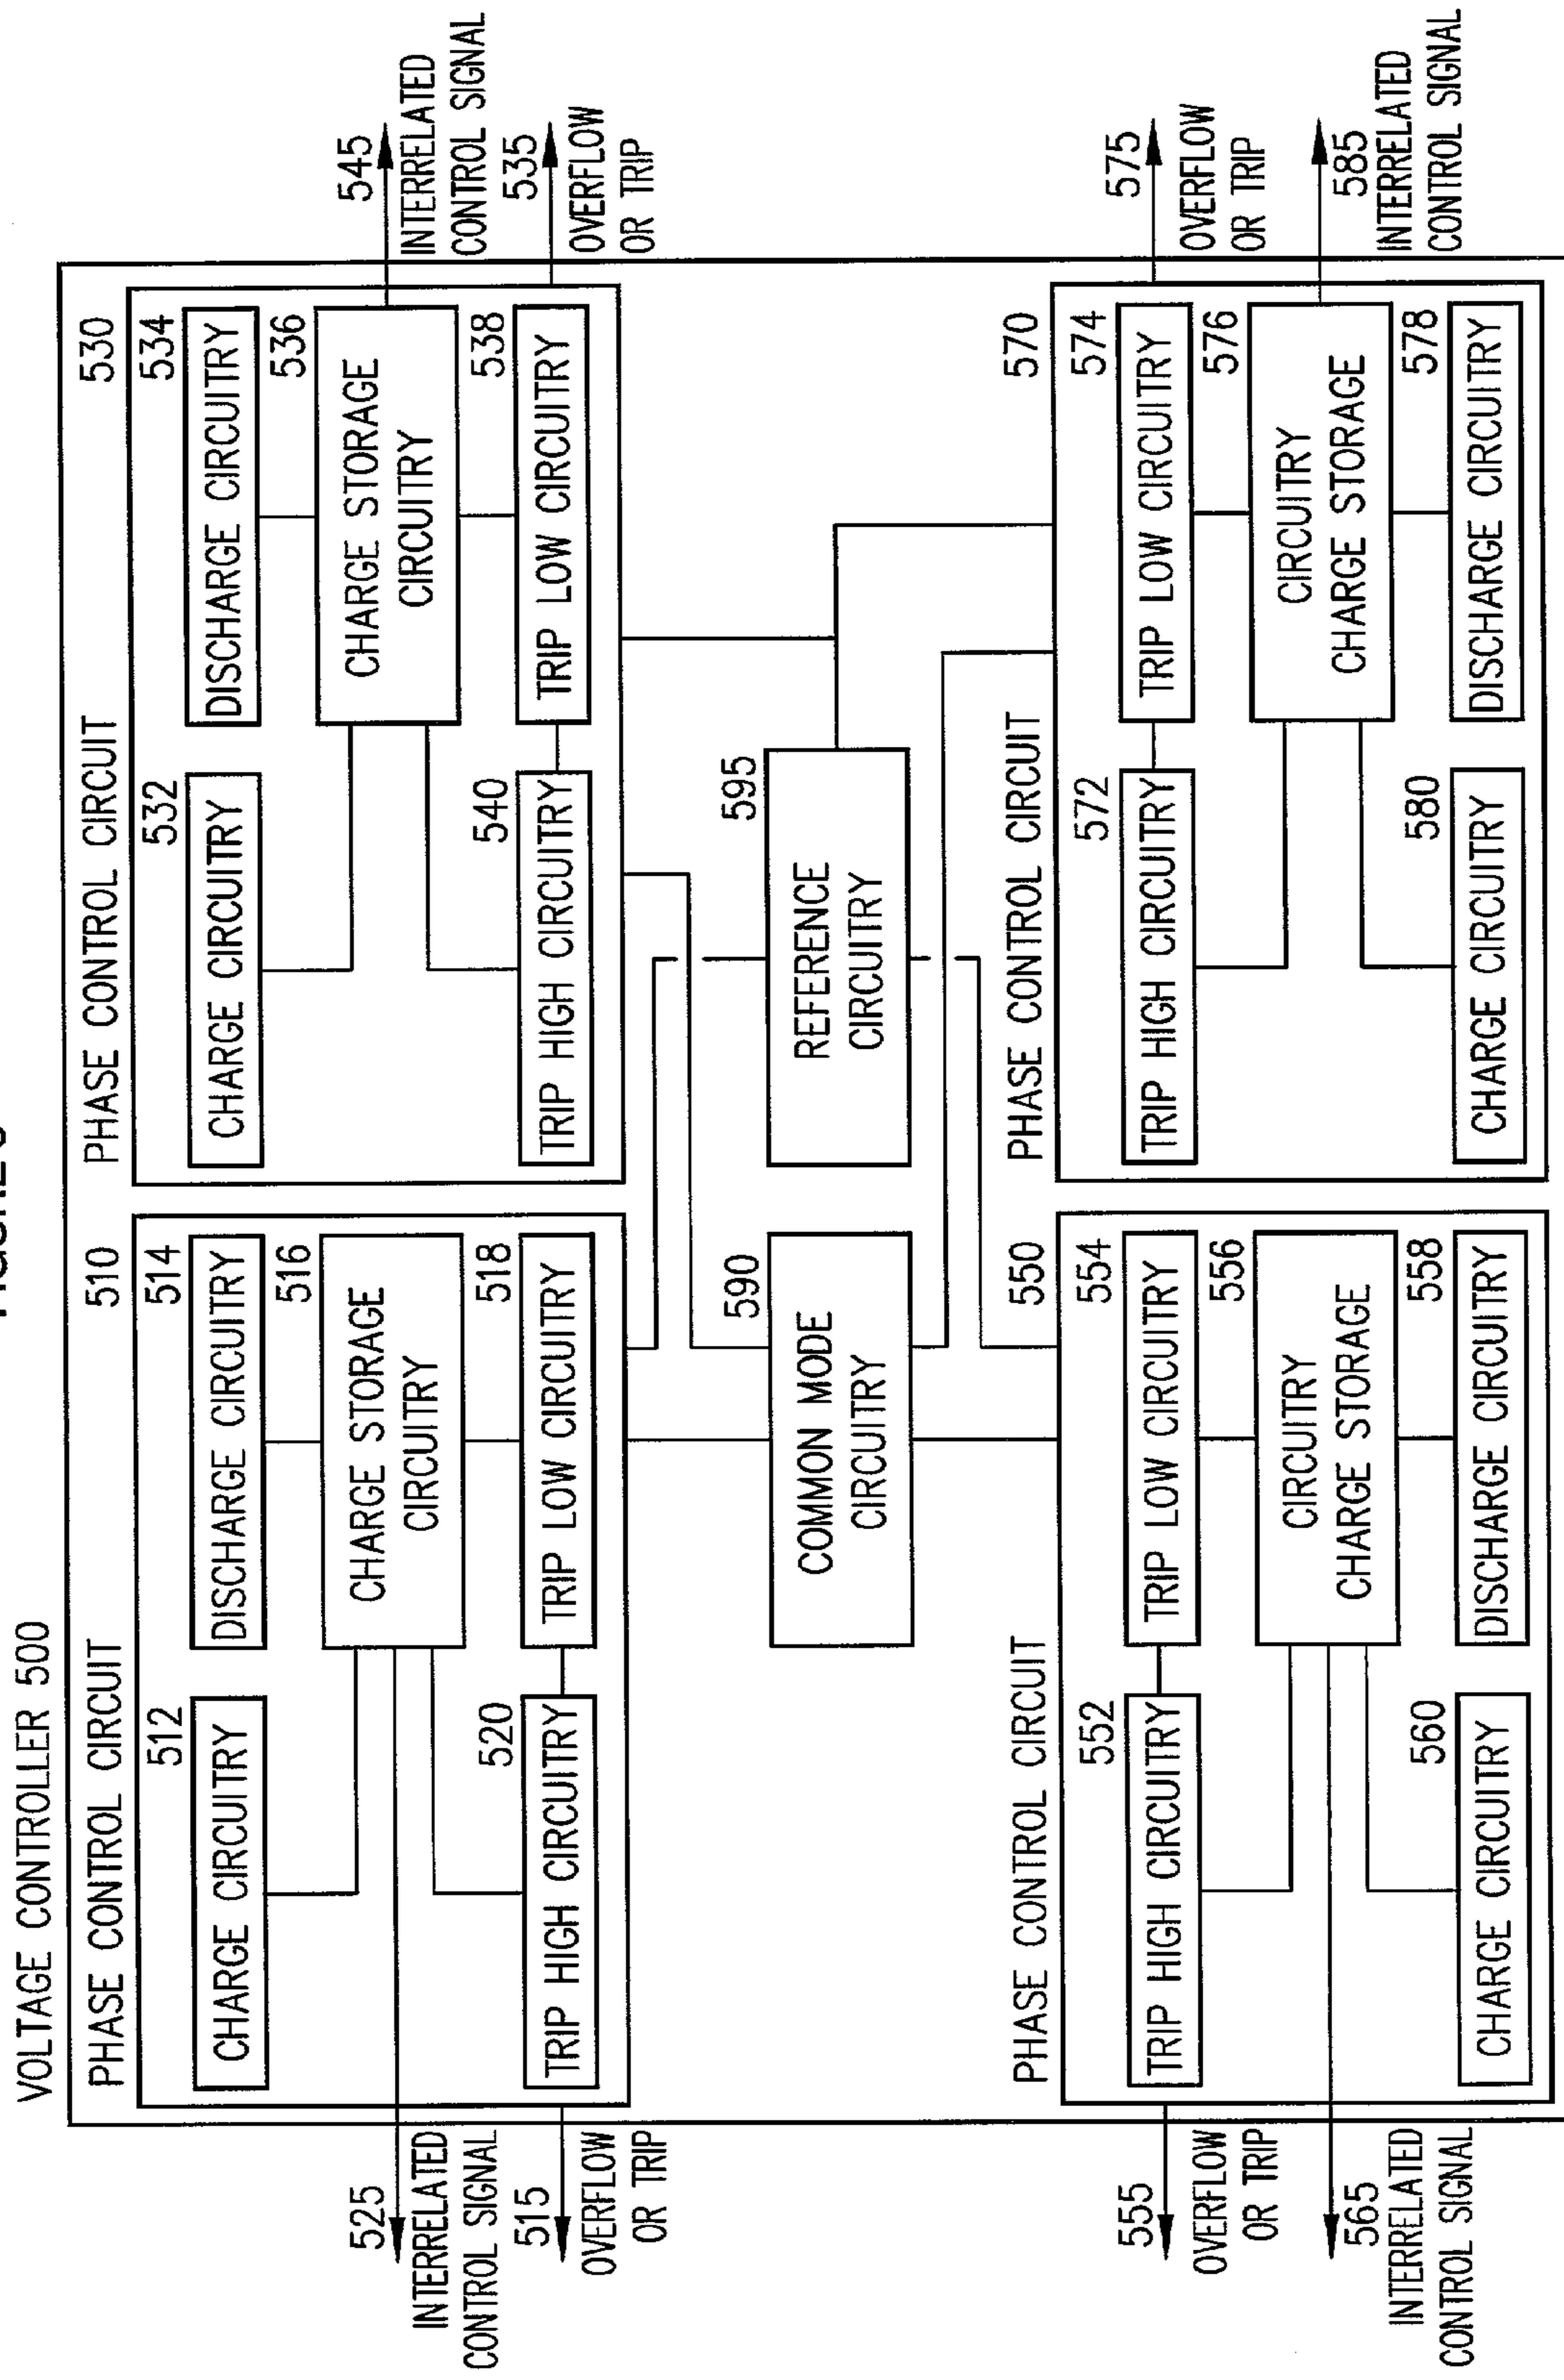 VOLTAGE CONTROLLER 500
PHASE CONTROL CIRCUIT
510
512
CHARGE CIRCUITRY
514
DISCHARGE CIRCUITRY
516
CHARGE STORAGE
CIRCUITRY
518
TRIP LOW CIRCUITRY
520
TRIP HIGH CIRCUITRY
525
INTERRELATED
CONTROL SIGNAL
515
OVERFLOW
OR TRIP
PHASE CONTROL CIRCUIT
530
532
CHARGE CIRCUITRY
534
DISCHARGE CIRCUITRY
536
CHARGE STORAGE
CIRCUITRY
538
TRIP LOW CIRCUITRY
540
TRIP HIGH CIRCUITRY
545
INTERRELATED
CONTROL SIGNAL
535
OVERFLOW
OR TRIP
590
COMMON MODE
CIRCUITRY
595
REFERENCE
CIRCUITRY
PHASE CONTROL CIRCUIT
550
552
TRIP HIGH CIRCUITRY
554
TRIP LOW CIRCUITRY
556
CIRCUITRY
CHARGE STORAGE
558
DISCHARGE CIRCUITRY
560
CHARGE CIRCUITRY
555
OVERFLOW
OR TRIP
565
INTERRELATED
CONTROL SIGNAL
PHASE CONTROL CIRCUIT
570
572
TRIP HIGH CIRCUITRY
574
TRIP LOW CIRCUITRY
576
CIRCUITRY
CHARGE STORAGE
578
DISCHARGE CIRCUITRY
580
CHARGE CIRCUITRY
575
OVERFLOW
OR TRIP
585
INTERRELATED
CONTROL SIGNAL